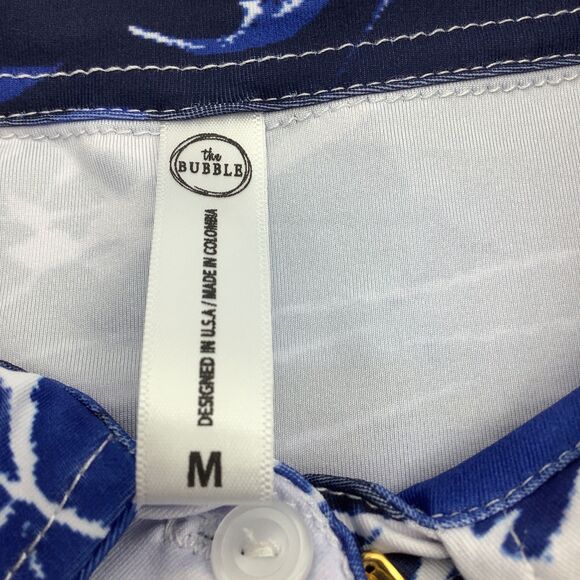 the
BUBBLE
DESIGNED IN U.S.A / MADE IN COLOMBIA
M